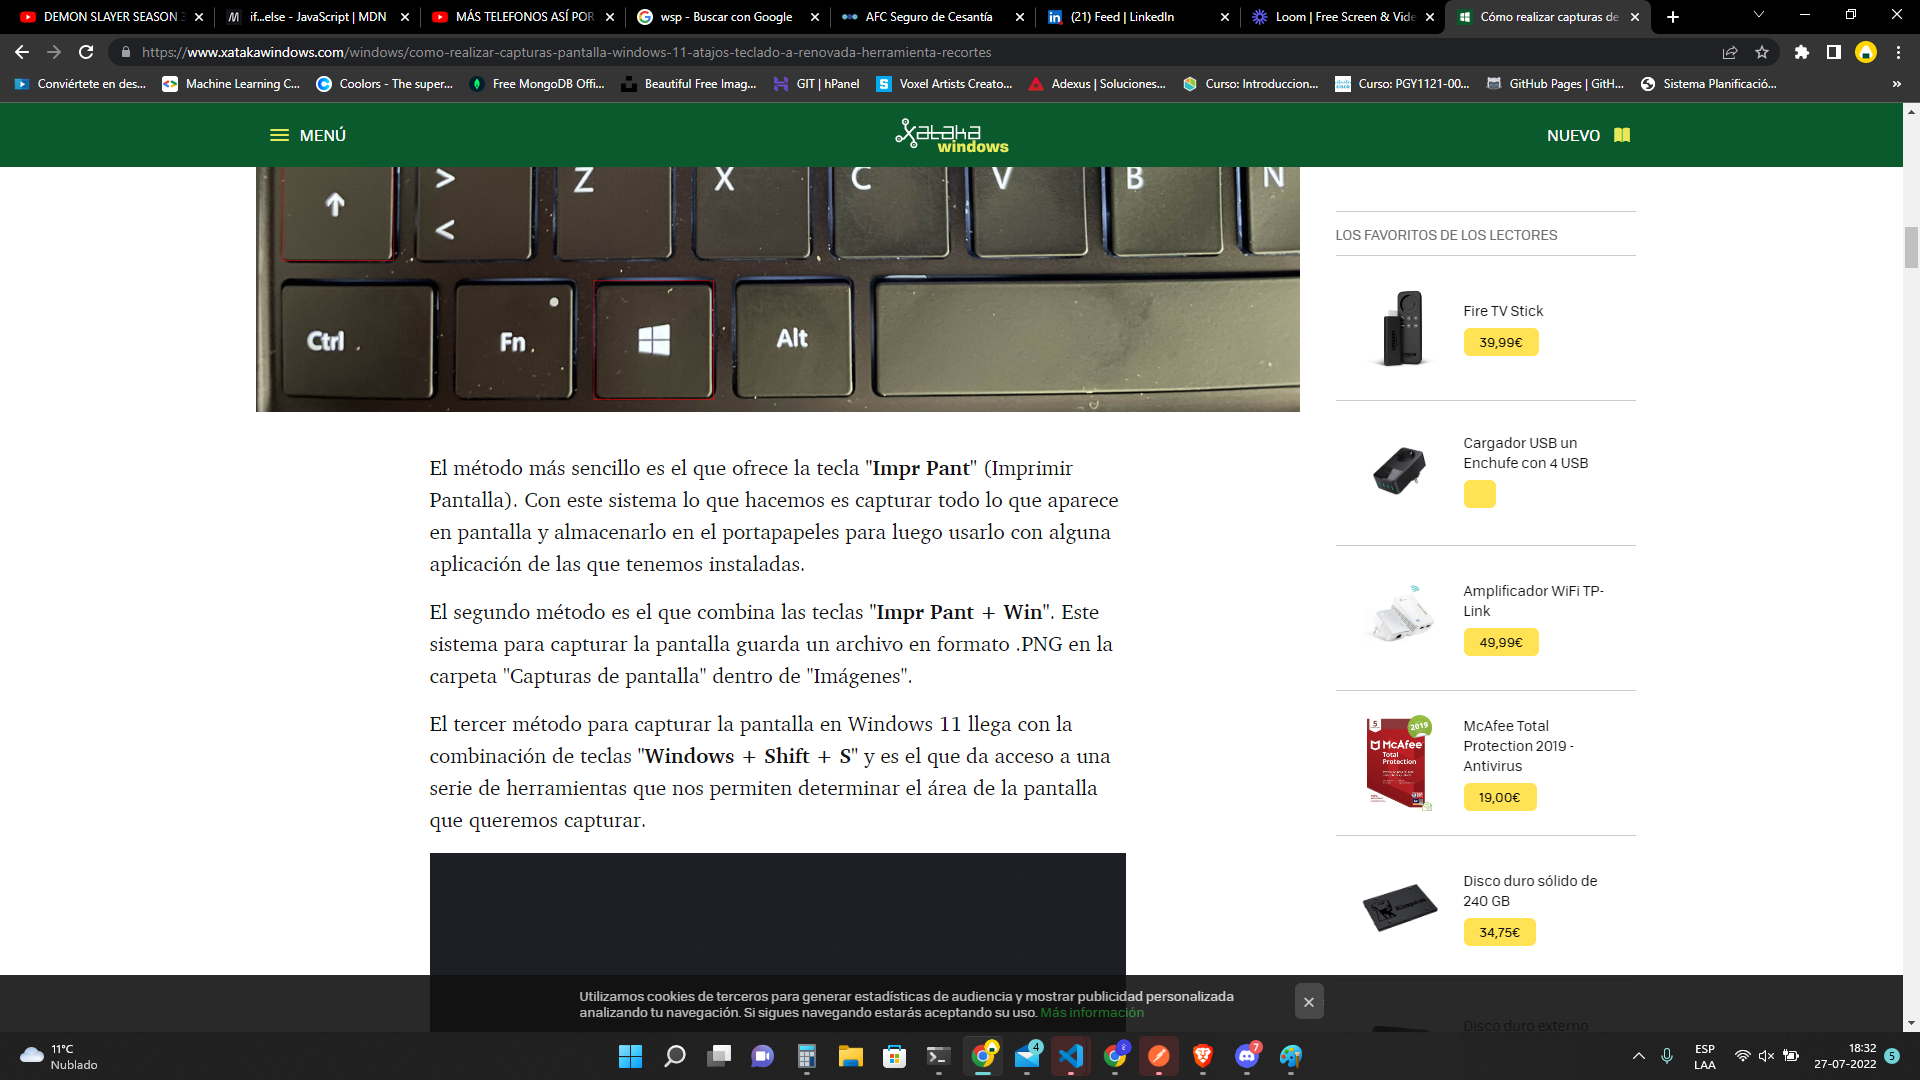 DEMON SLAYER SEASON 3
if...else - JavaScript | MDN
MÁS TELEFONOS ASÍ POR
wsp - Buscar con Google
AFC Seguro de Cesantía
(21) Feed | LinkedIn
Loom | Free Screen & Vide
Cómo realizar capturas de
https://www.xatakawindows.com/windows/como-realizar-capturas-pantalla-windows-11-atajos-teclado-a-renovada-herramienta-recortes
Conviértete en des...
Machine Learning C...
Coolors - The super...
Free MongoDB Offi...
Beautiful Free Imag...
GIT | hPanel
Voxel Artists Creato...
Adexus | Soluciones...
Curso: Introduccion...
Curso: PGY1121-00...
GitHub Pages | GitH...
Sistema Planificació...
»
MENÚ
xataka
windows
NUEVO
> Z X C V B N
<
Ctrl Fn Alt
LOS FAVORITOS DE LOS LECTORES
Fire TV Stick
39,99€
Cargador USB un
Enchufe con 4 USB
Amplificador WiFi TP-
Link
49,99€
McAfee Total
Protection 2019 -
Antivirus
19,00€
5
2019
McAfee
Total
Protection
Disco duro sólido de
240 GB
34,75€
Kingston
Disco duro externo
El método más sencillo es el que ofrece la tecla "Impr Pant" (Imprimir
Pantalla). Con este sistema lo que hacemos es capturar todo lo que aparece
en pantalla y almacenarlo en el portapapeles para luego usarlo con alguna
aplicación de las que tenemos instaladas.
El segundo método es el que combina las teclas "Impr Pant + Win". Este
sistema para capturar la pantalla guarda un archivo en formato .PNG en la
carpeta "Capturas de pantalla" dentro de "Imágenes".
El tercer método para capturar la pantalla en Windows 11 llega con la
combinación de teclas "Windows + Shift + S" y es el que da acceso a una
serie de herramientas que nos permiten determinar el área de la pantalla
que queremos capturar.
Utilizamos cookies de terceros para generar estadísticas de audiencia y mostrar publicidad personalizada
analizando tu navegación. Si sigues navegando estarás aceptando su uso. Más información
11°C
Nublado
4
7
ESP
LAA
18:32
27-07-2022
5